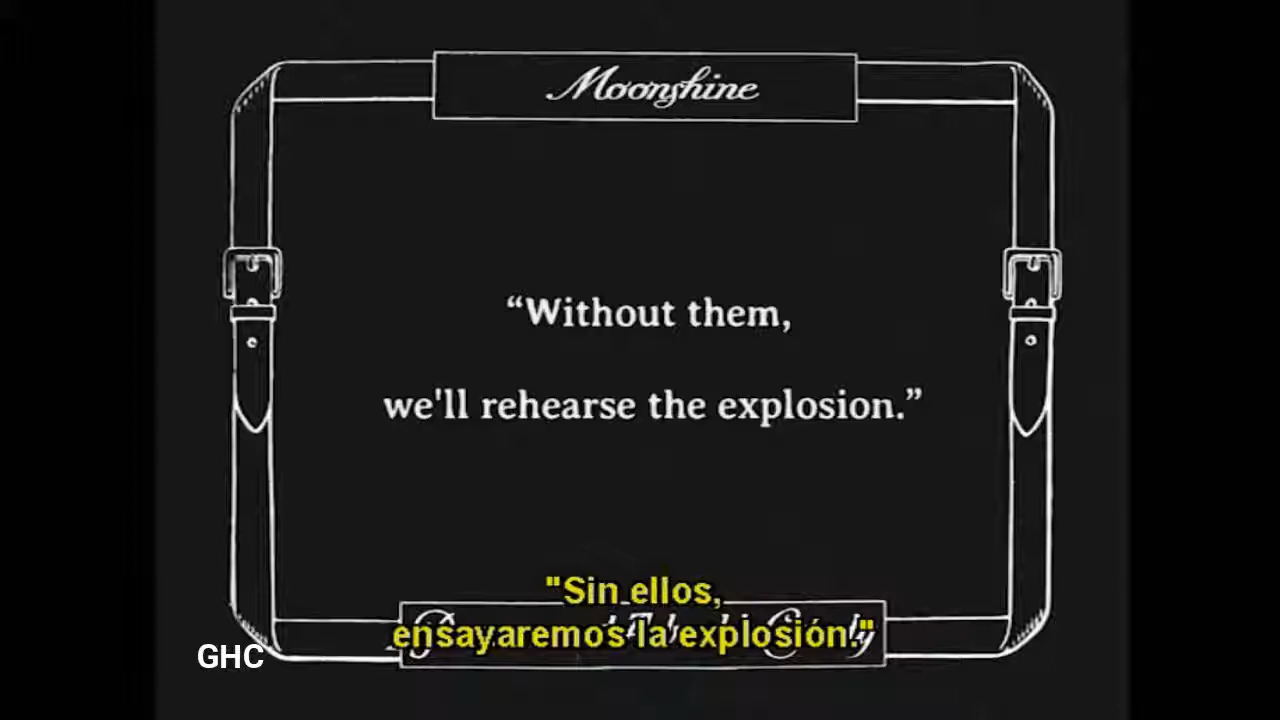 Moonshine
“Without them,
we'll rehearse the explosion.”
"Sin ellos,
ensayaremos la explosión."
GHC